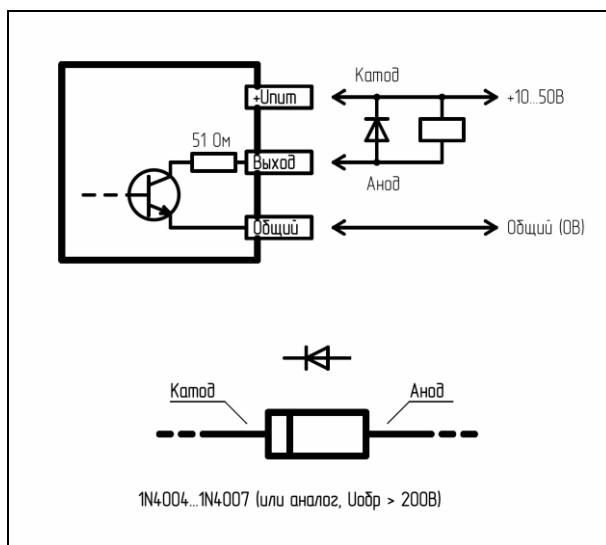 Катод
+Uпит
+10...50В
51 Ом
Выход
Анод
Общий
Общий (0В)
Катод
Анод
1N4004...1N4007 (или аналог, Uобр > 200В)